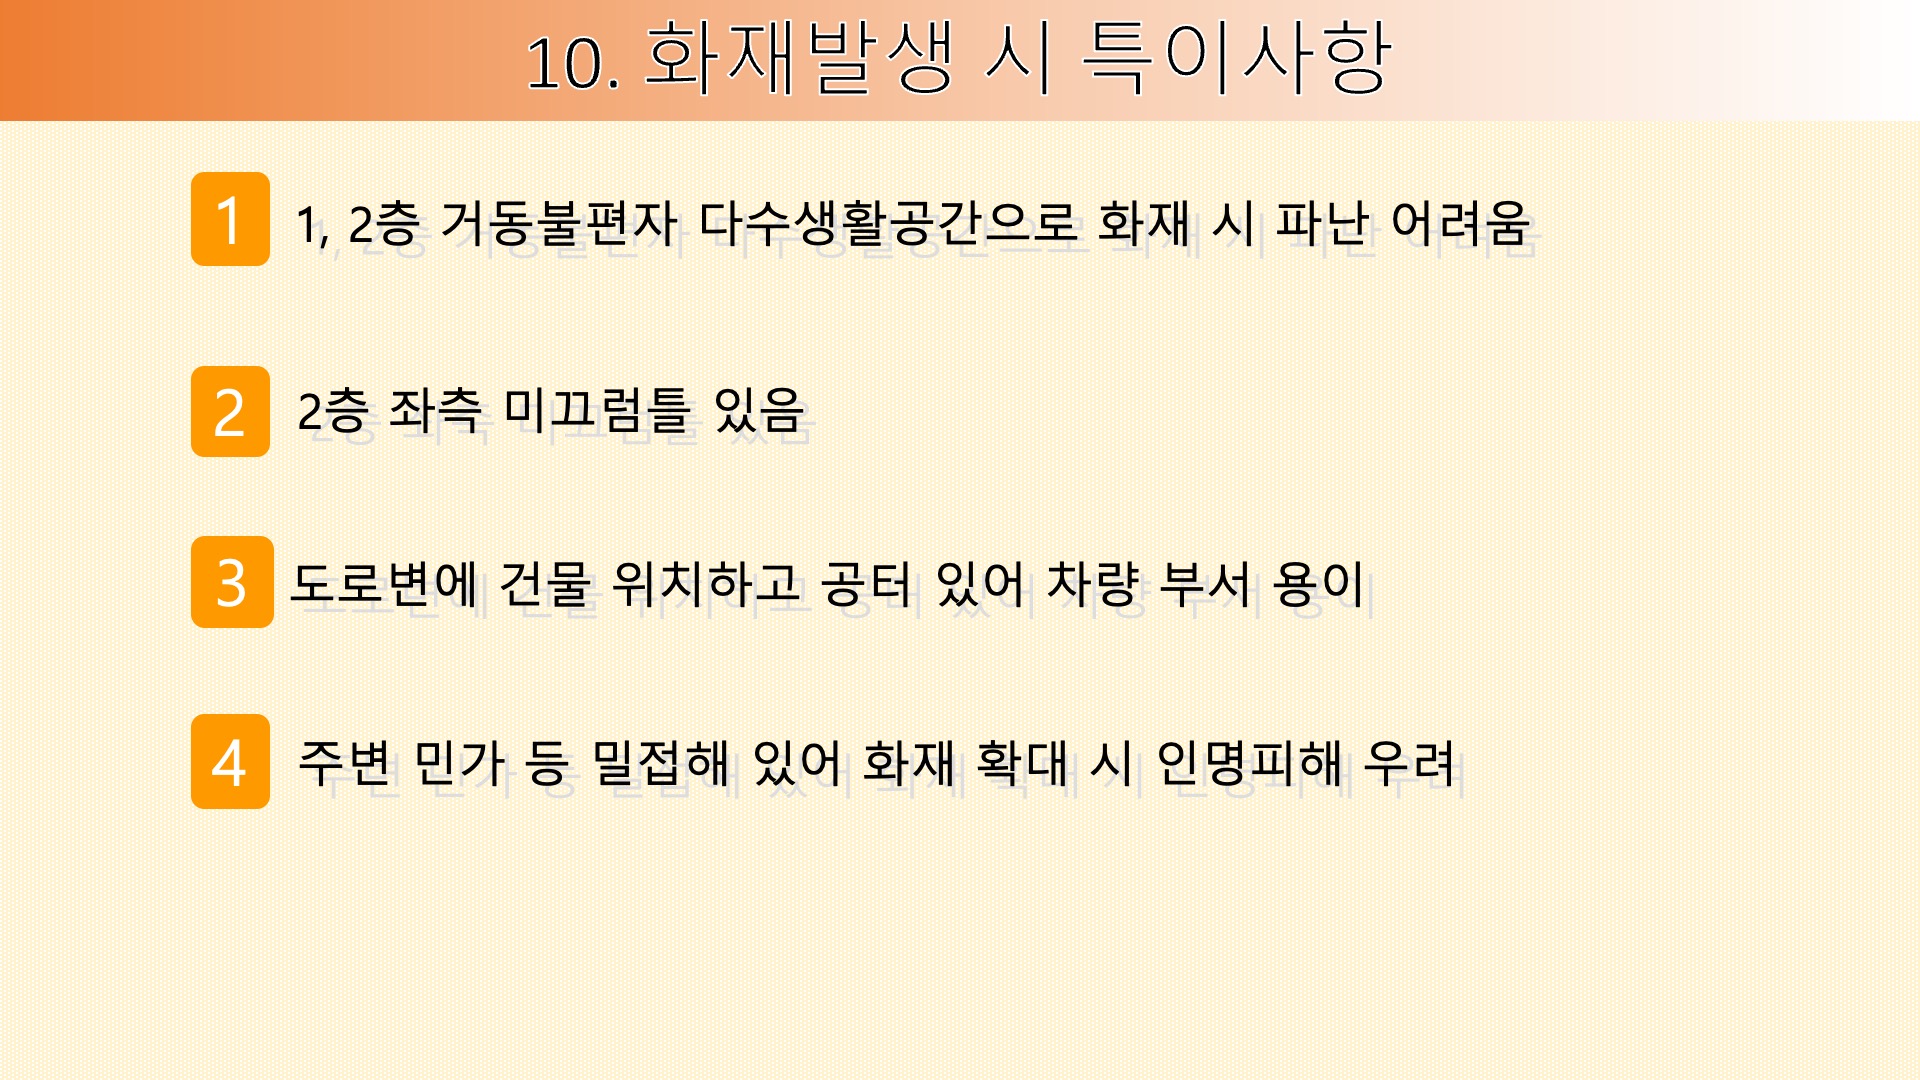 10. 화재발생 시 특이사항
1 1, 2층 거동불편자 다수생활공간으로 화재 시 파난 어려움
2 2층 좌측 미끄럼틀 있음
3 도로변에 건물 위치하고 공터 있어 차량 부서 용이
4 주변 민가 등 밀접해 있어 화재 확대 시 인명피해 우려